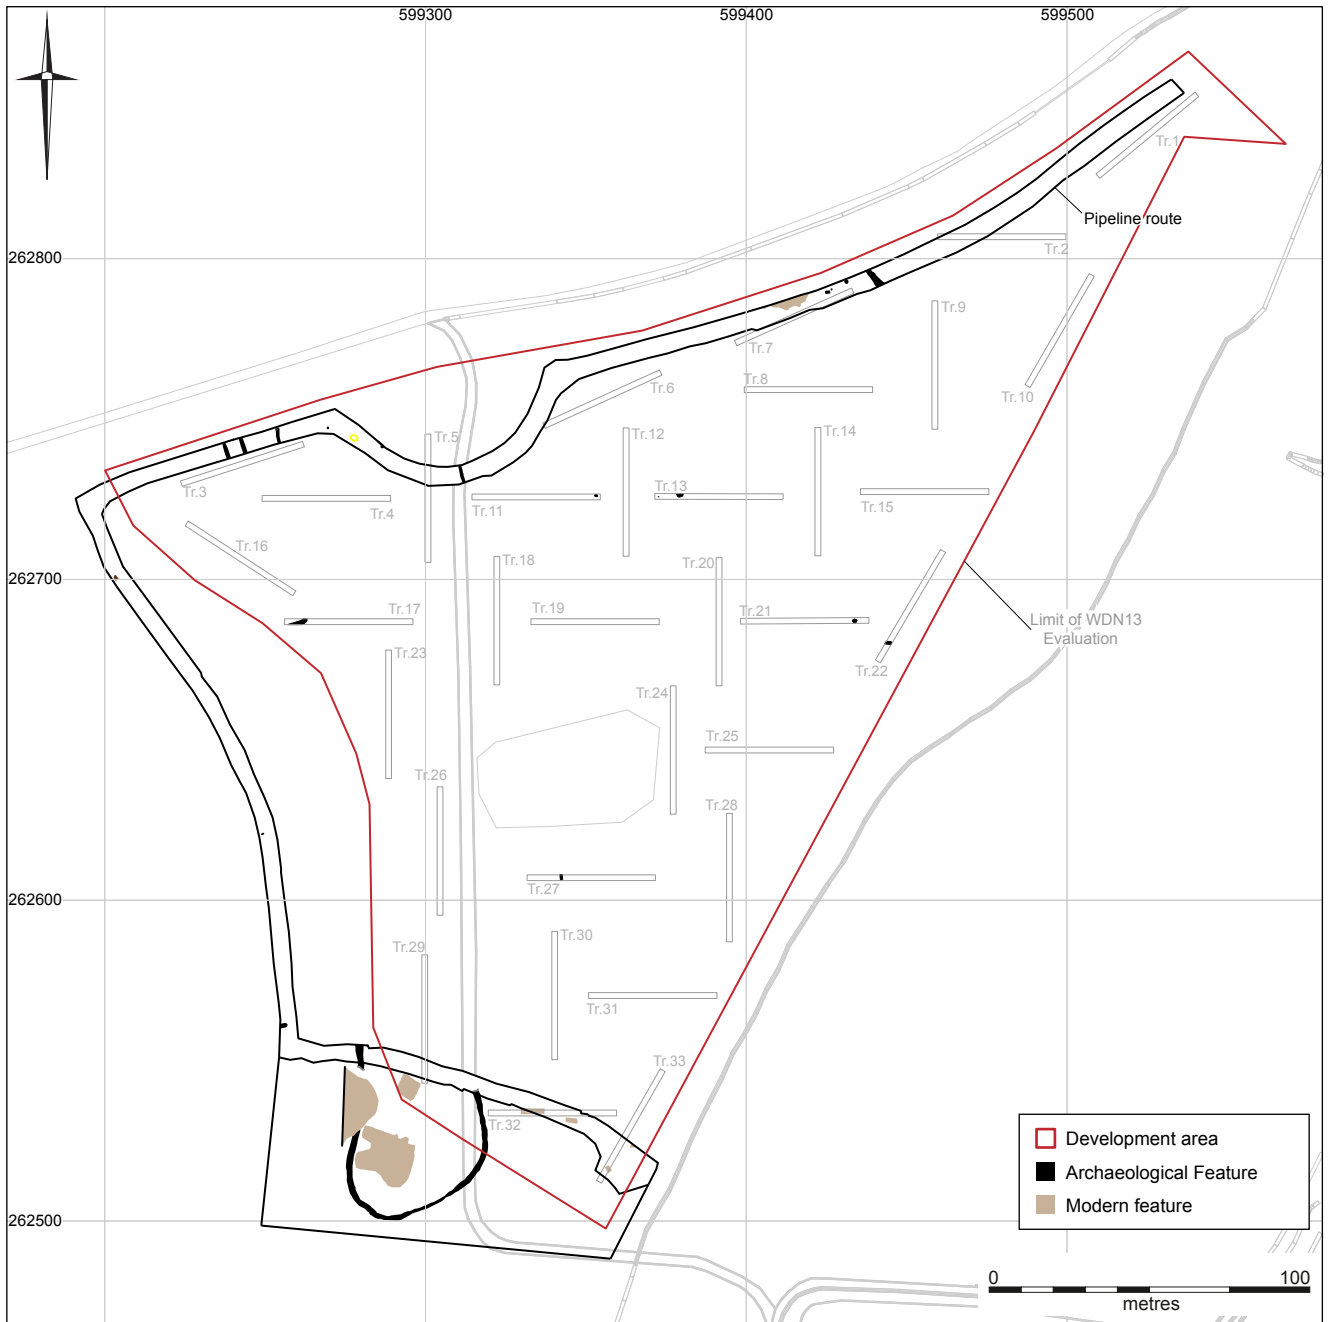 599300
599400
599500
Tr.1
Pipeline route
Tr.2
262800
Tr.9
Tr.7
Tr.8
Tr.6
Tr.10
Tr.5
Tr.12
Tr.14
Tr.3
Tr.4
Tr.11
Tr.13
Tr.15
Tr.16
Tr.18
Tr.20
262700
Tr.17
Tr.19
Tr.21
Limit of WDN13
Evaluation
Tr.23
Tr.22
Tr.24
Tr.25
Tr.26
Tr.28
Tr.27
262600
Tr.29
Tr.30
Tr.31
Tr.33
Tr.32
Development area
Archaeological Feature
Modern feature
262500
0 100
metres